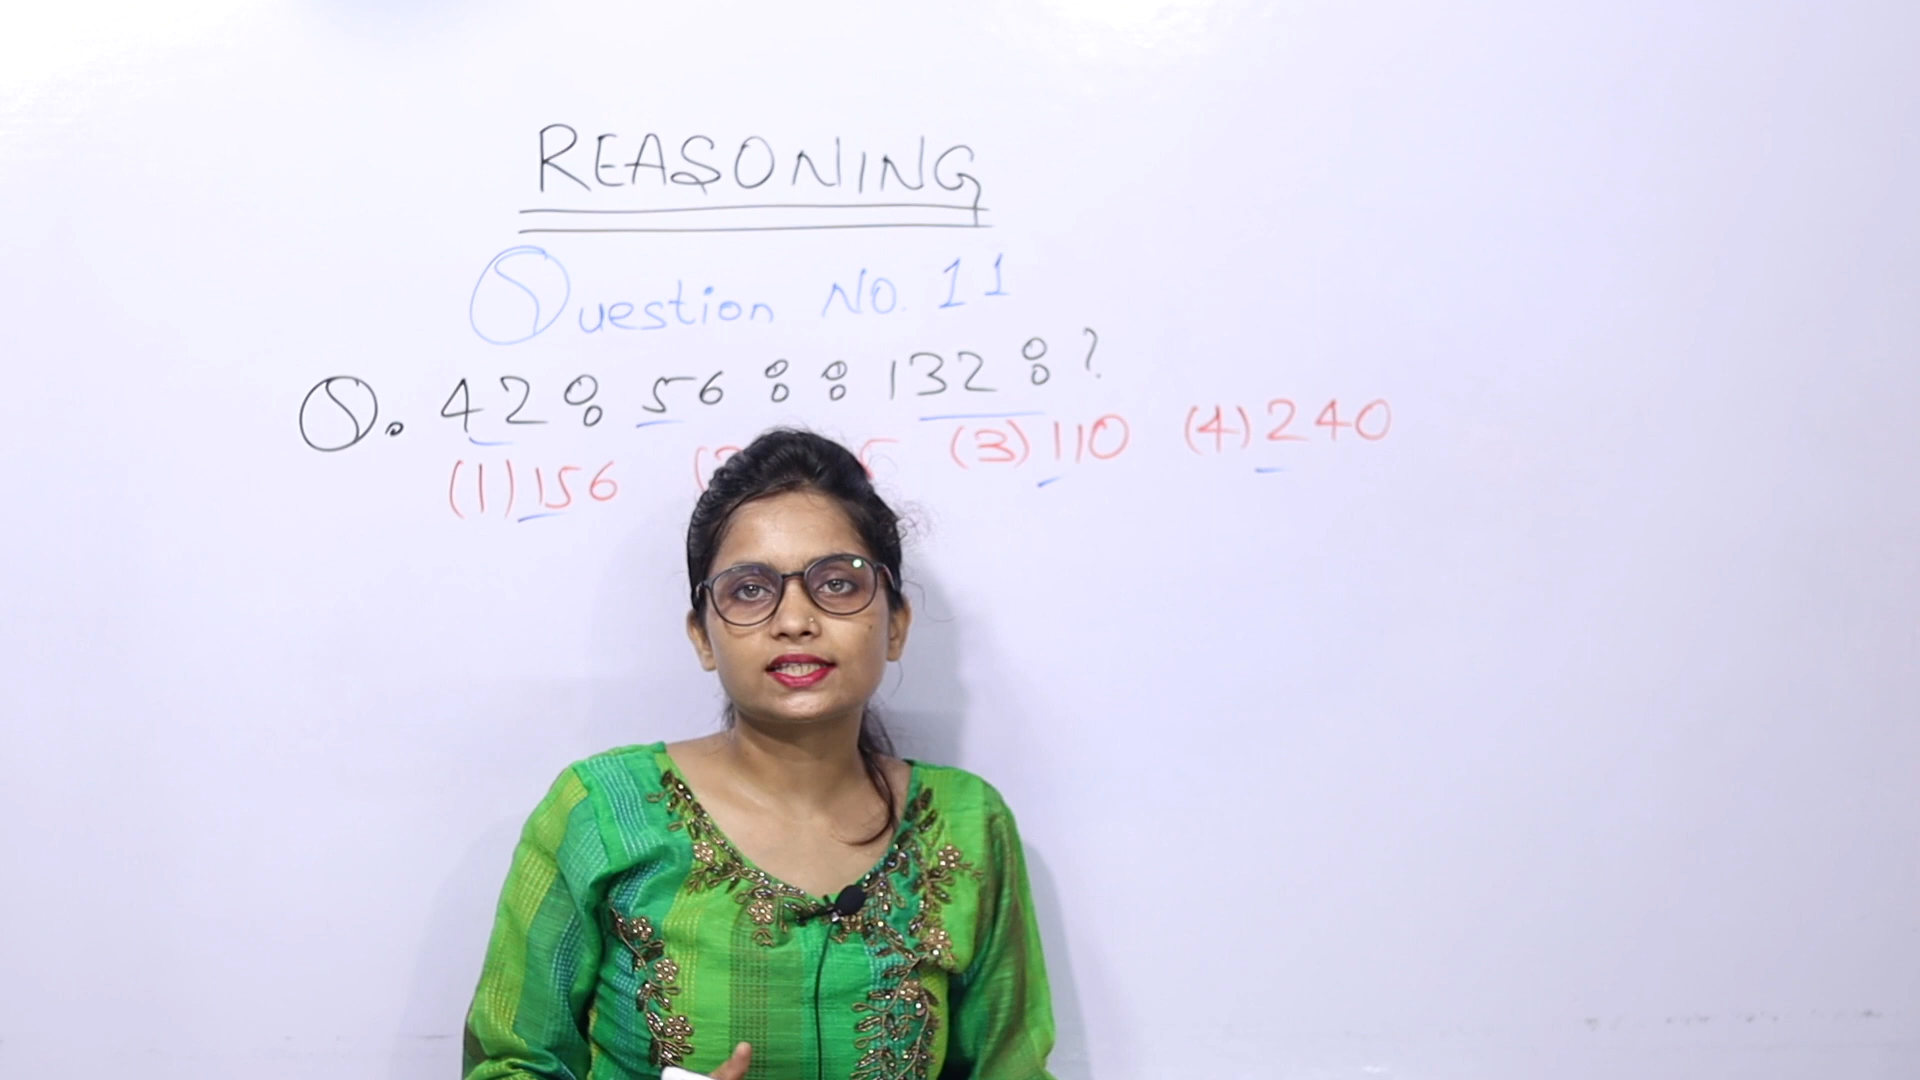 REASONING
Question No. 11
Q. 42 : 56 : : 132 : ?
(1) 156 (3) 110 (4) 240